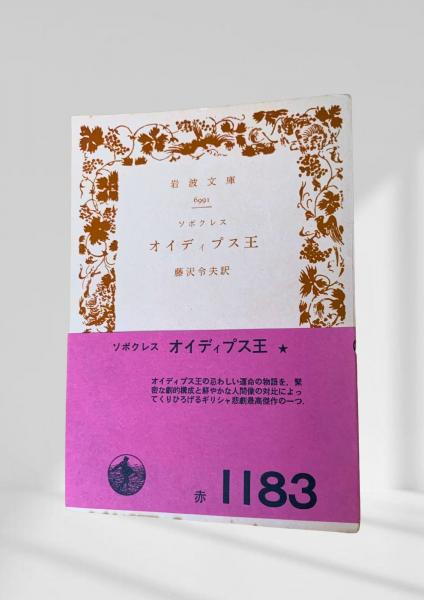 岩波文庫
6991
ソポクレス
オイディプス王
藤沢令夫訳
ソポクレス オイディプス王 ★
オイディプス王の忌わしい運命の物語を、緊
密な劇的構成と鮮やかな人間像の対比によっ
てくりひろげるギリシャ悲劇最高傑作の一つ.
赤 1183